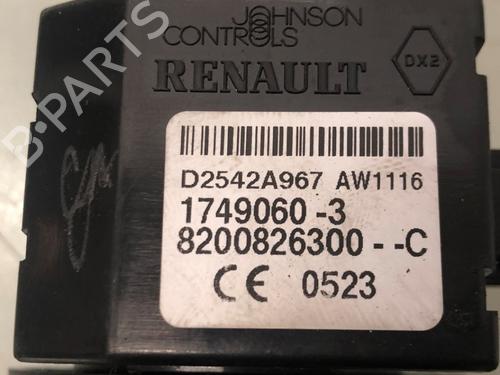 JOHNSON
CONTROLS
RENAULT
DX2
B-PARTS
D2542A967 AW1116
1749060-3
8200826300--C
CE 0523